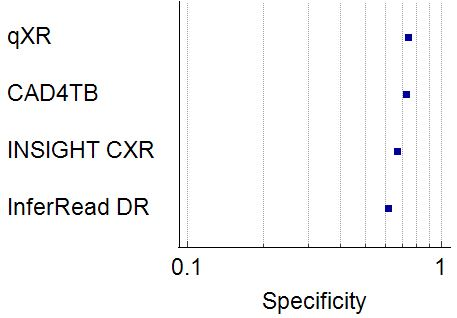 qXR
CAD4TB
INSIGHT CXR
InferRead DR
0.1 1
Specificity